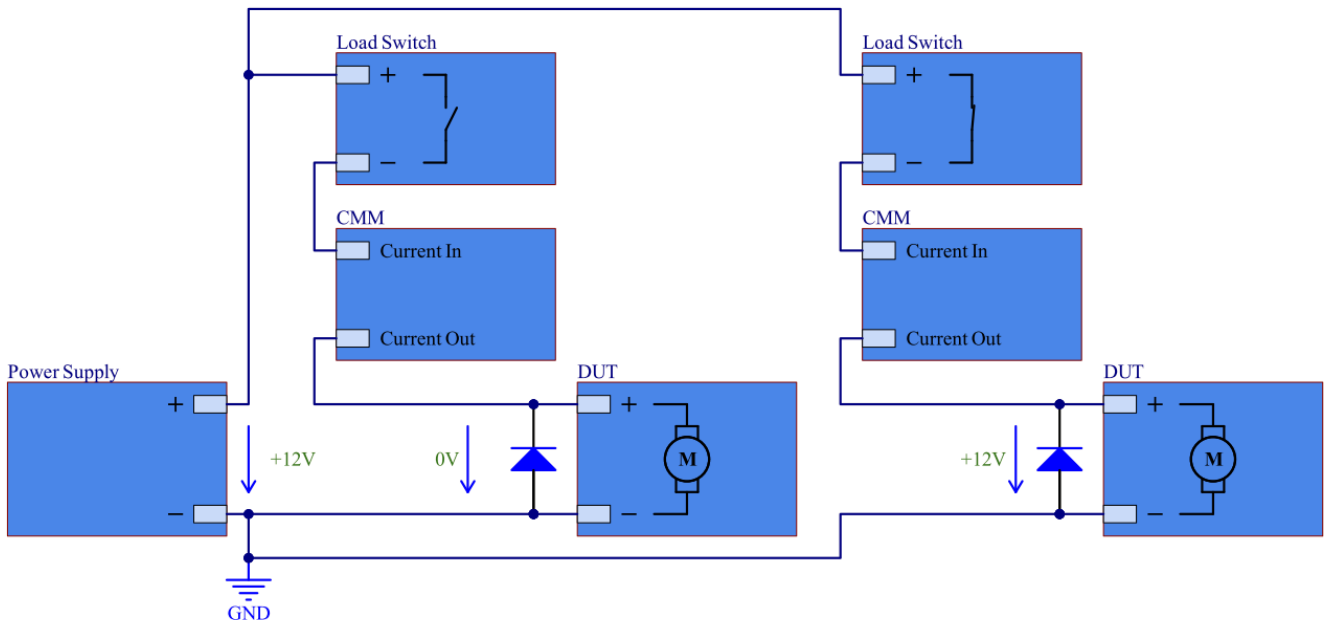 Load Switch
+
−
Load Switch
+
−
CMM
Current In
Current Out
CMM
Current In
Current Out
Power Supply
+
−
+12V
0V
DUT
+
M
−
+12V
DUT
+
M
−
GND